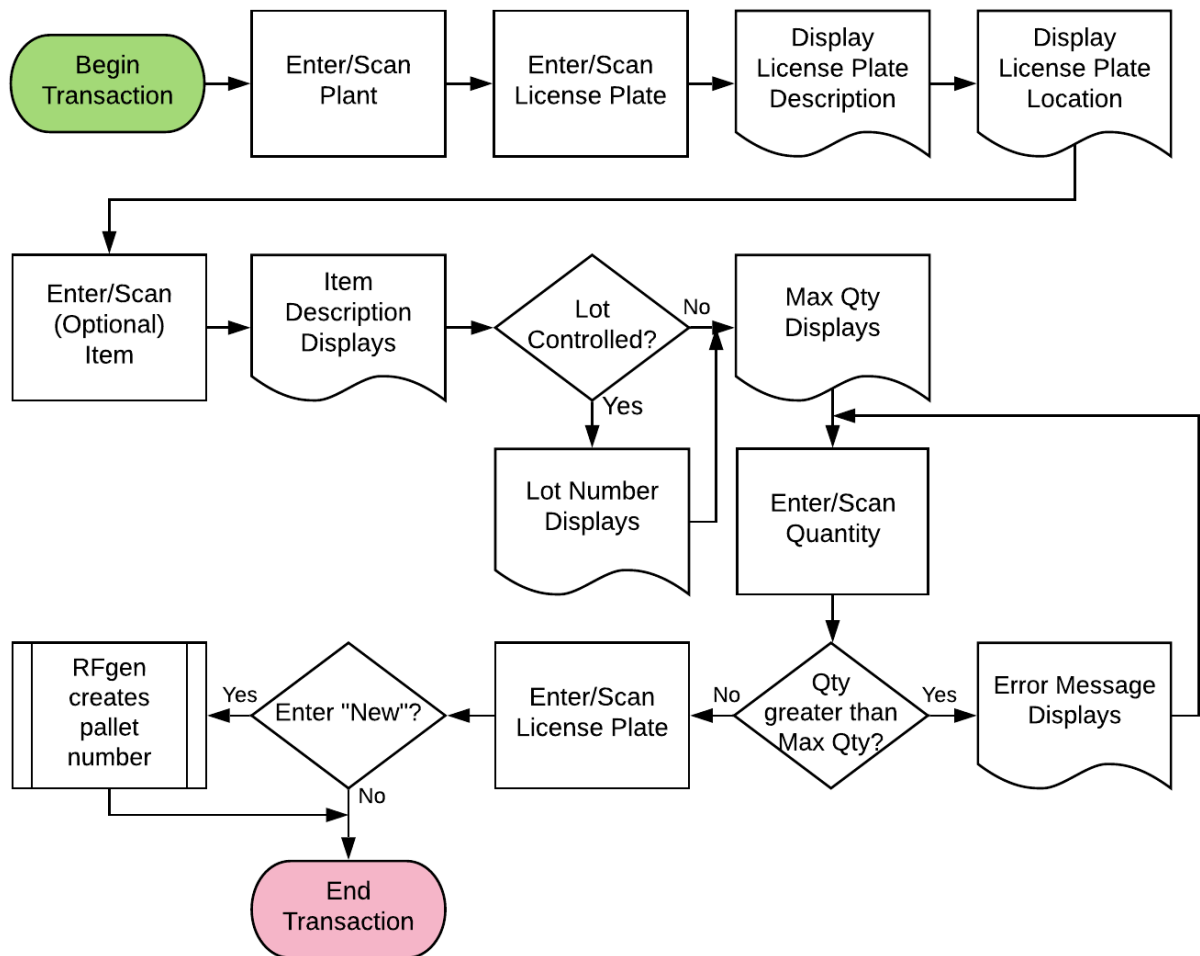 Begin
Transaction
Enter/Scan
Plant
Enter/Scan
License Plate
Display
License Plate
Description
Display
License Plate
Location
Enter/Scan
(Optional)
Item
Item
Description
Displays
Lot
Controlled?
No
Yes
Max Qty
Displays
Lot Number
Displays
Enter/Scan
Quantity
Qty
greater than
Max Qty?
Yes
Error Message
Displays
No
Enter/Scan
License Plate
Enter "New"?
Yes
RFgen
creates
pallet
number
No
End
Transaction